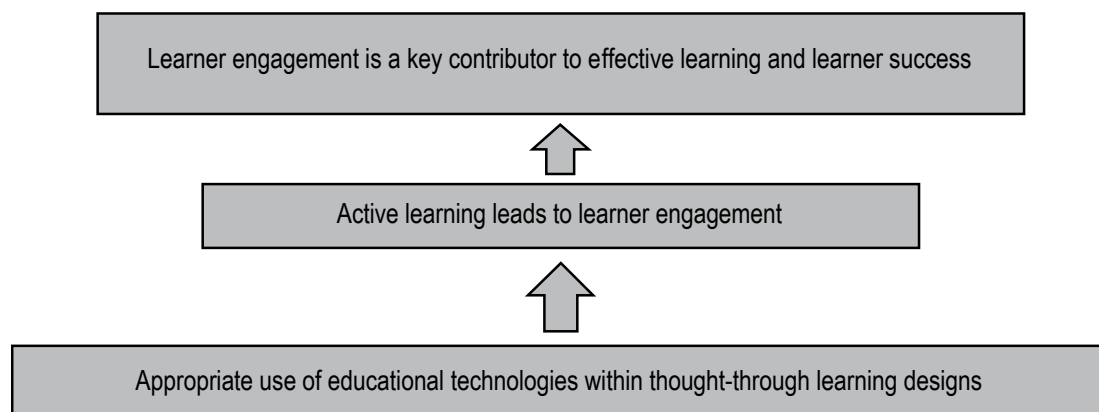 Learner engagement is a key contributor to effective learning and learner success
Active learning leads to learner engagement
Appropriate use of educational technologies within thought-through learning designs